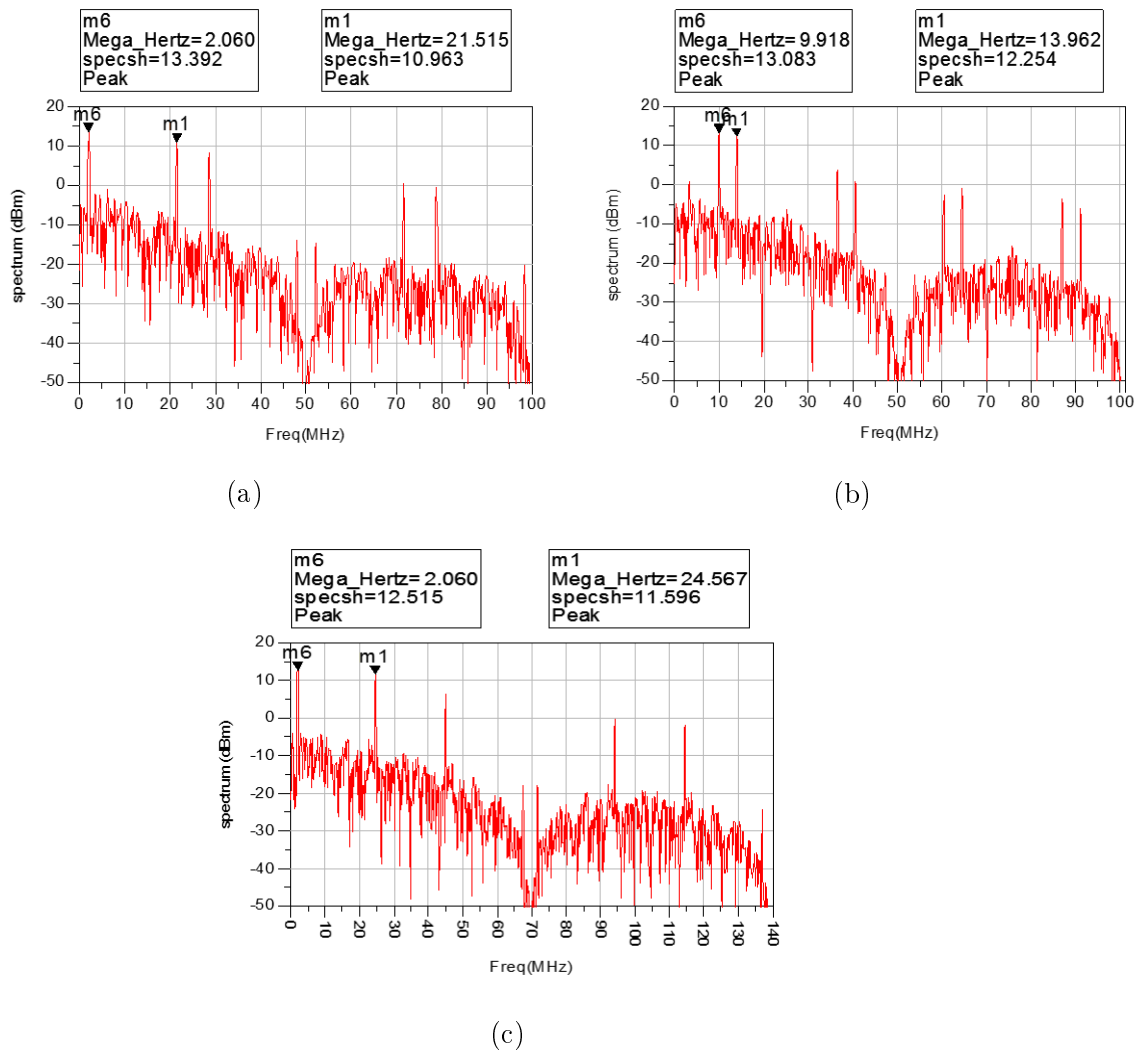 m6
Mega_Hertz=2.060
specsh=13.392
Peak
m1
Mega_Hertz=21.515
specsh=10.963
Peak
m6
m1
20
10
0
-10
-20
-30
-40
-50
0 10 20 30 40 50 60 70 80 90 100
spectrum (dBm)
Freq(MHz)
(a)
m6
Mega_Hertz=9.918
specsh=13.083
Peak
m1
Mega_Hertz=13.962
specsh=12.254
Peak
m6
m1
20
10
0
-10
-20
-30
-40
-50
0 10 20 30 40 50 60 70 80 90 100
spectrum (dBm)
Freq(MHz)
(b)
m6
Mega_Hertz=2.060
specsh=12.515
Peak
m1
Mega_Hertz=24.567
specsh=11.596
Peak
m6
m1
20
10
0
-10
-20
-30
-40
-50
0 10 20 30 40 50 60 70 80 90 100 110 120 130 140
spectrum (dBm)
Freq(MHz)
(c)